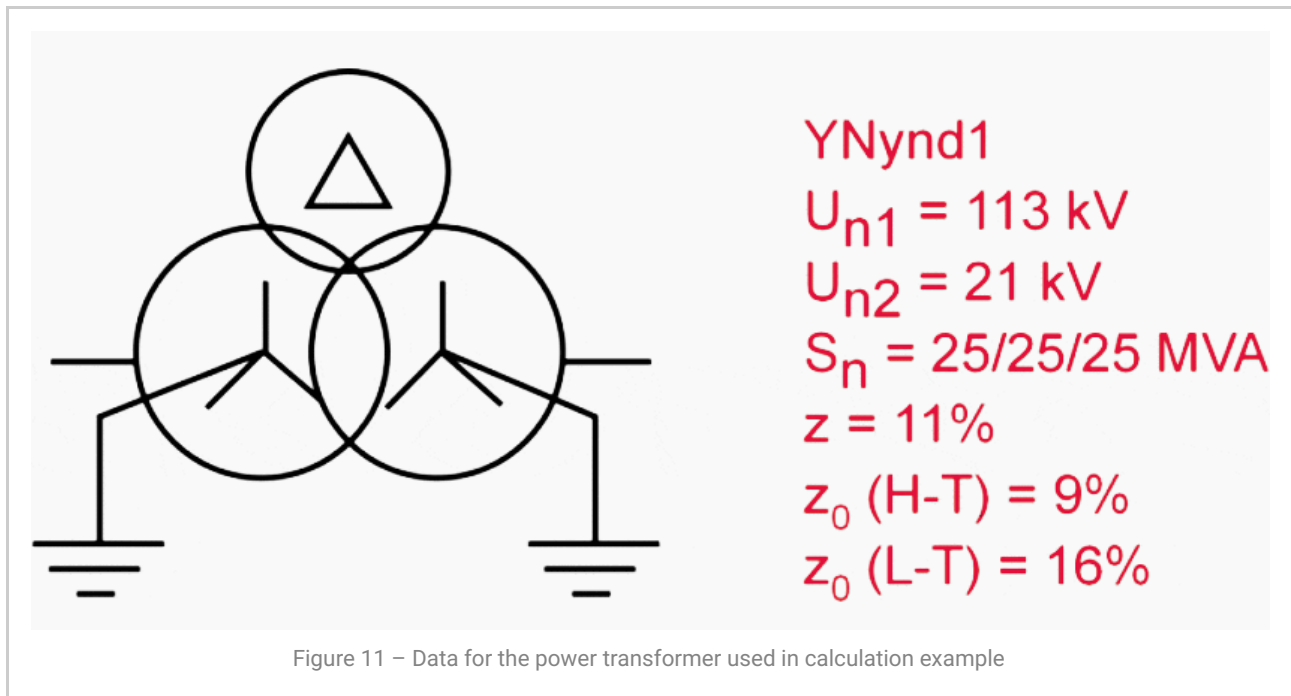 YNynd1
Un1 = 113 kV
Un2 = 21 kV
Sn = 25/25/25 MVA
z = 11%
z0 (H-T) = 9%
z0 (L-T) = 16%
Figure 11 – Data for the power transformer used in calculation example